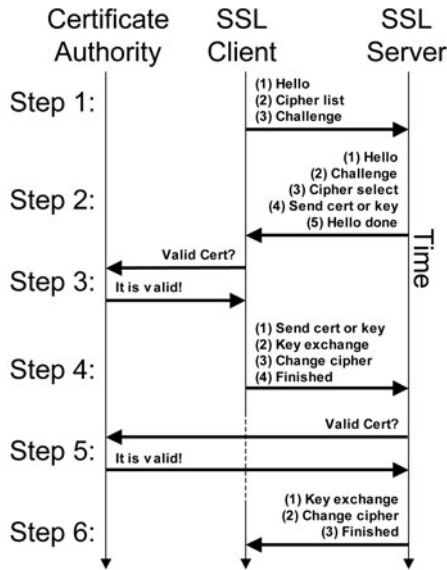 Certificate Authority
SSL Client
SSL Server
Step 1:
(1) Hello
(2) Cipher list
(3) Challenge
Step 2:
(1) Hello
(2) Challenge
(3) Cipher select
(4) Send cert or key
(5) Hello done
Time
Step 3:
Valid Cert?
It is valid!
Step 4:
(1) Send cert or key
(2) Key exchange
(3) Change cipher
(4) Finished
Step 5:
Valid Cert?
It is valid!
Step 6:
(1) Key exchange
(2) Change cipher
(3) Finished